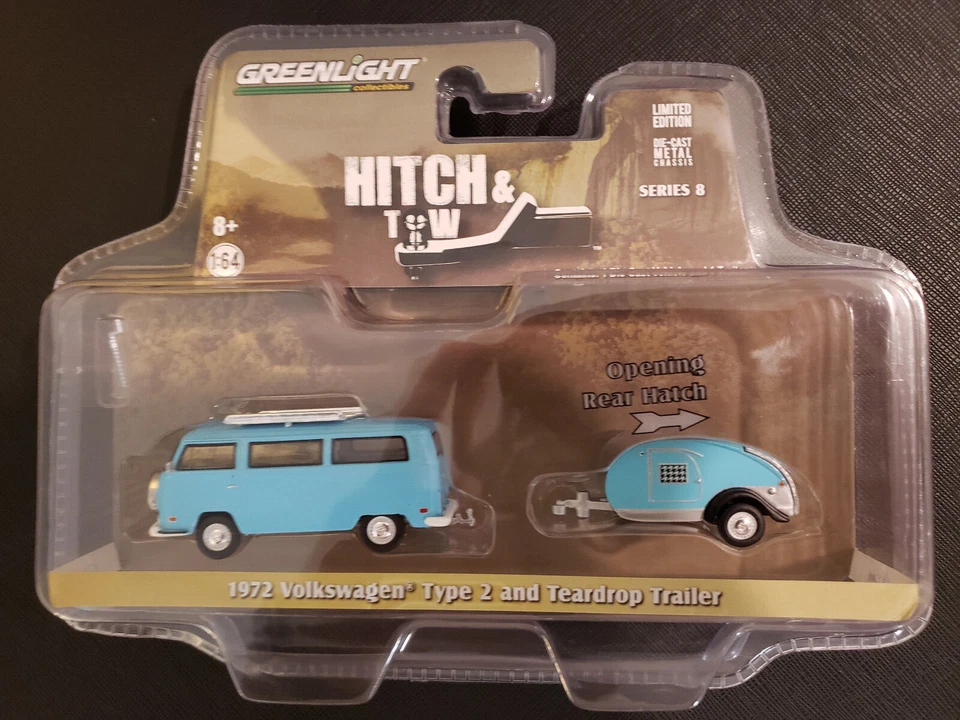 GREENLiGHT
collectibles
LIMITED
EDITION
DIE-CAST
METAL
CHASSIS
SERIES 8
HITCH &
TOW
8+
1:64
Opening
Rear Hatch
1972 Volkswagen® Type 2 and Teardrop Trailer